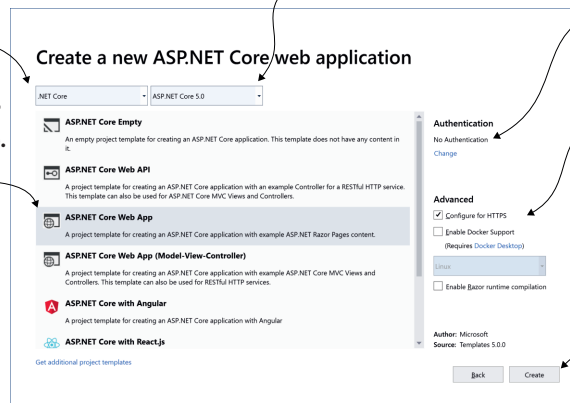 Create a new ASP.NET Core web application
.NET Core
ASP.NET Core 5.0
ASP.NET Core Empty
An empty project template for creating an ASP.NET Core application. This template does not have any content in
it.
ASP.NET Core Web API
A project template for creating an ASP.NET Core application with an example Controller for a RESTful HTTP service.
This template can also be used for ASP.NET Core MVC Views and Controllers.
ASP.NET Core Web App
A project template for creating an ASP.NET Core application with example ASP.NET Razor Pages content.
ASP.NET Core Web App (Model-View-Controller)
A project template for creating an ASP.NET Core application with example ASP.NET Core MVC Views and
Controllers. This template can also be used for RESTful HTTP services.
ASP.NET Core with Angular
A project template for creating an ASP.NET Core application with Angular
ASP.NET Core with React.js
Get additional project templates
Authentication
No Authentication
Change
Advanced
Configure for HTTPS
Enable Docker Support
(Requires Docker Desktop)
Linux
Enable Razor runtime compilation
Author: Microsoft
Source: Templates 5.0.0
Back
Create